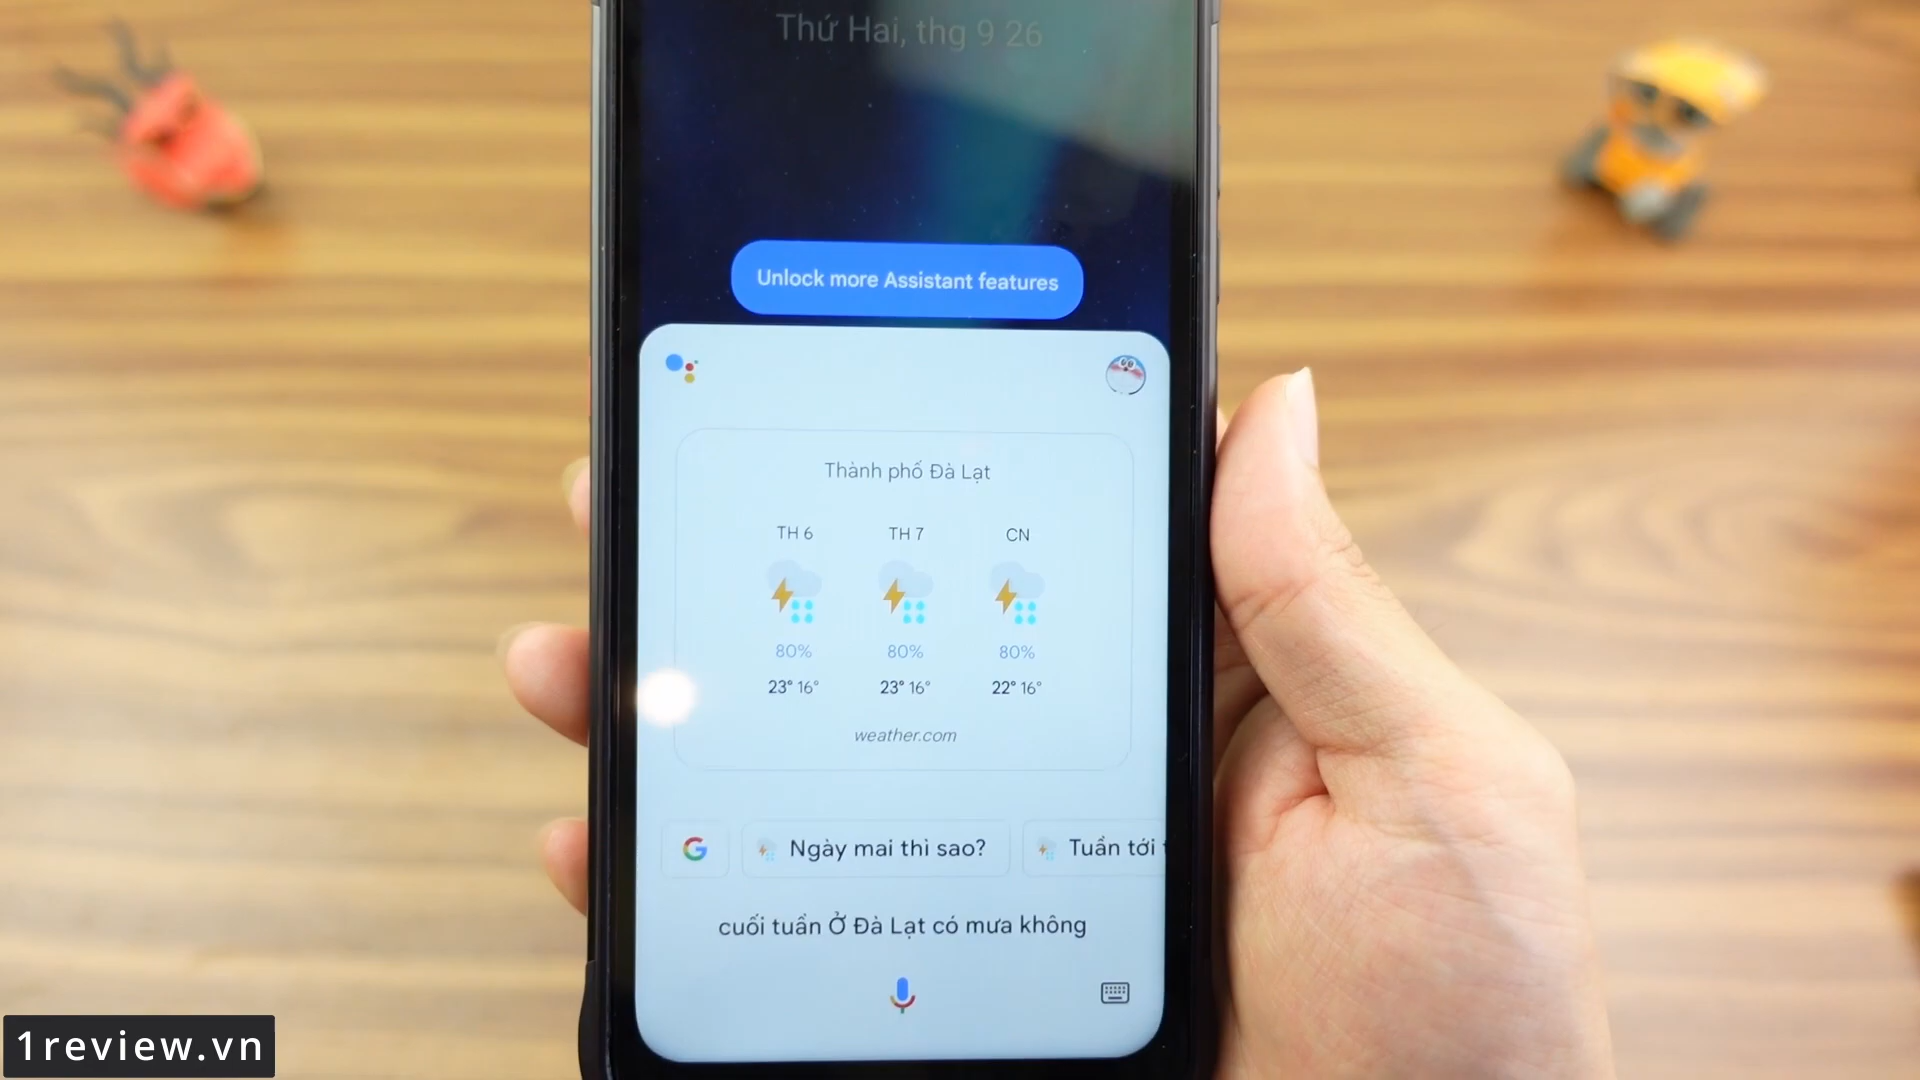 Thứ Hai, thg 9 26
Unlock more Assistant features
Thành phố Đà Lạt
TH 6 TH 7 CN
80% 80% 80%
23° 16° 23° 16° 22° 16°
weather.com
G Ngày mai thì sao? Tuần tới
cuối tuần Ở Đà Lạt có mưa không
1review.vn